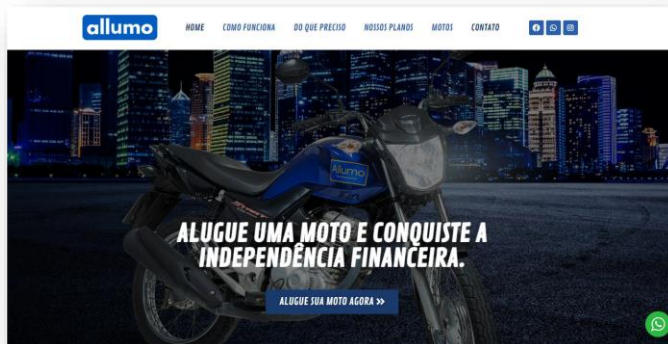 allumo
HOME COMO FUNCIONA DO QUE PRECISO NOSSOS PLANOS MOTOS CONTATO
Allumo
ALUGUE UMA MOTO E CONQUISTE A
INDEPENDÊNCIA FINANCEIRA.
ALUGUE SUA MOTO AGORA >>